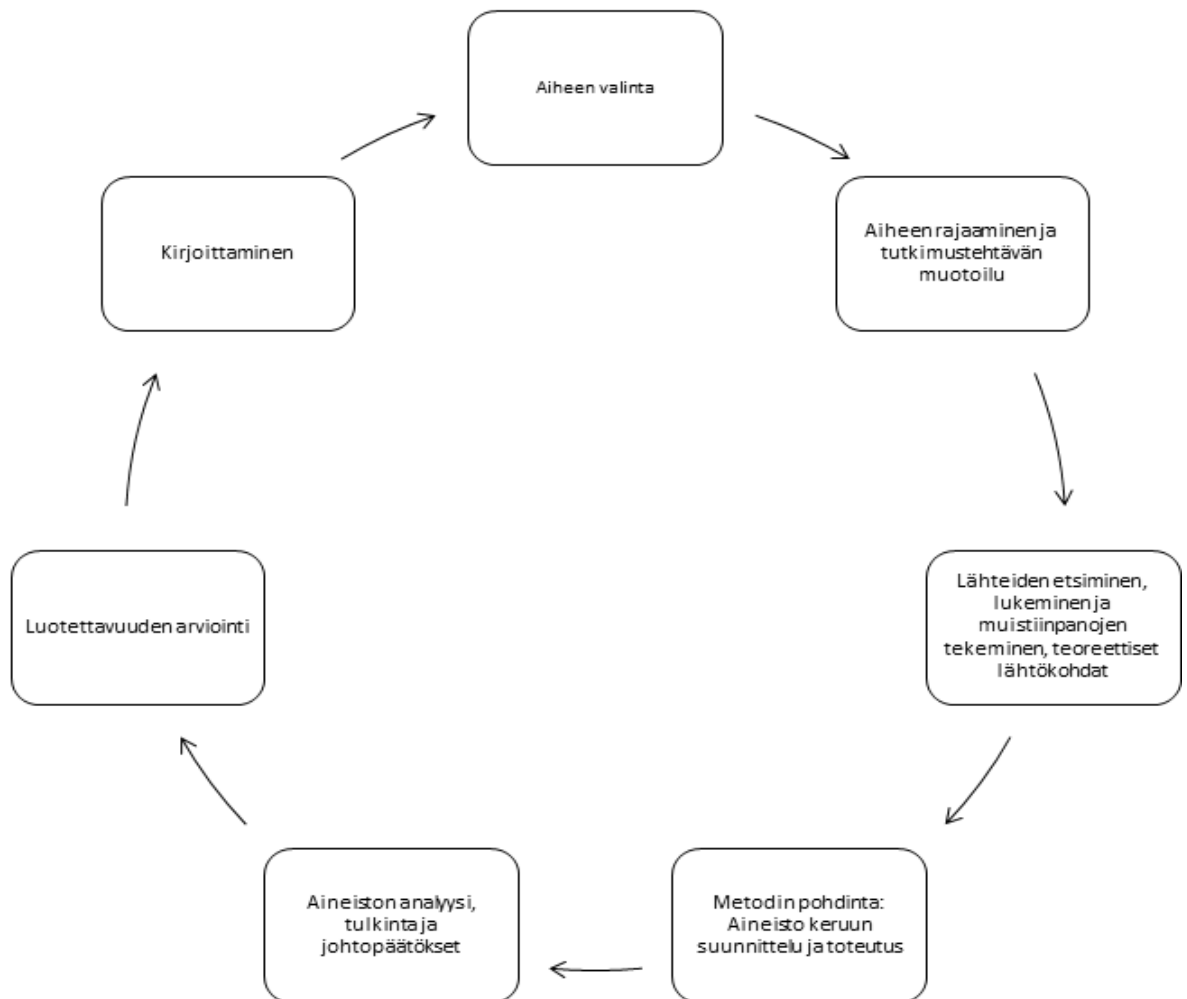 Aiheen valinta
Aiheen rajaaminen ja
tutkimustehtävän
muotoilu
Lähteiden etsiminen,
lukeminen ja
muistiinpanojen
tekeminen, teoreettiset
lähtökohdat
Metodin pohdinta:
Aineisto keruun
suunnittelu ja toteutus
Aineiston analyysi,
tulkinta ja
johtopäätökset
Luotettavuuden arviointi
Kirjoittaminen